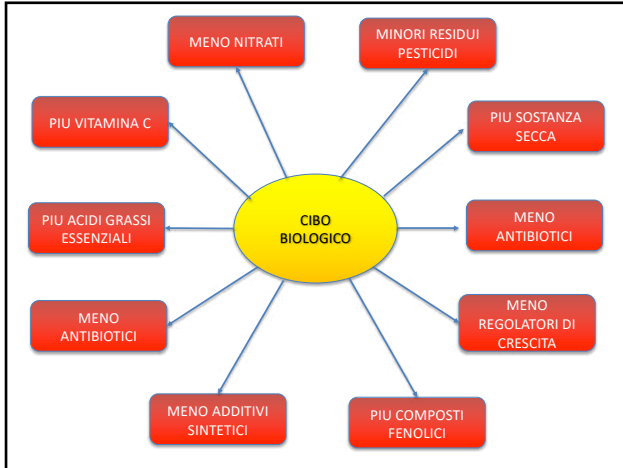 MENO NITRATI
MINORI RESIDUI
PESTICIDI
PIU VITAMINA C
PIU SOSTANZA
SECCA
PIU ACIDI GRASSI
ESSENZIALI
CIBO
BIOLOGICO
MENO
ANTIBIOTICI
MENO
ANTIBIOTICI
MENO
REGOLATORI DI
CRESCITA
MENO ADDITIVI
SINTETICI
PIU COMPOSTI
FENOLICI